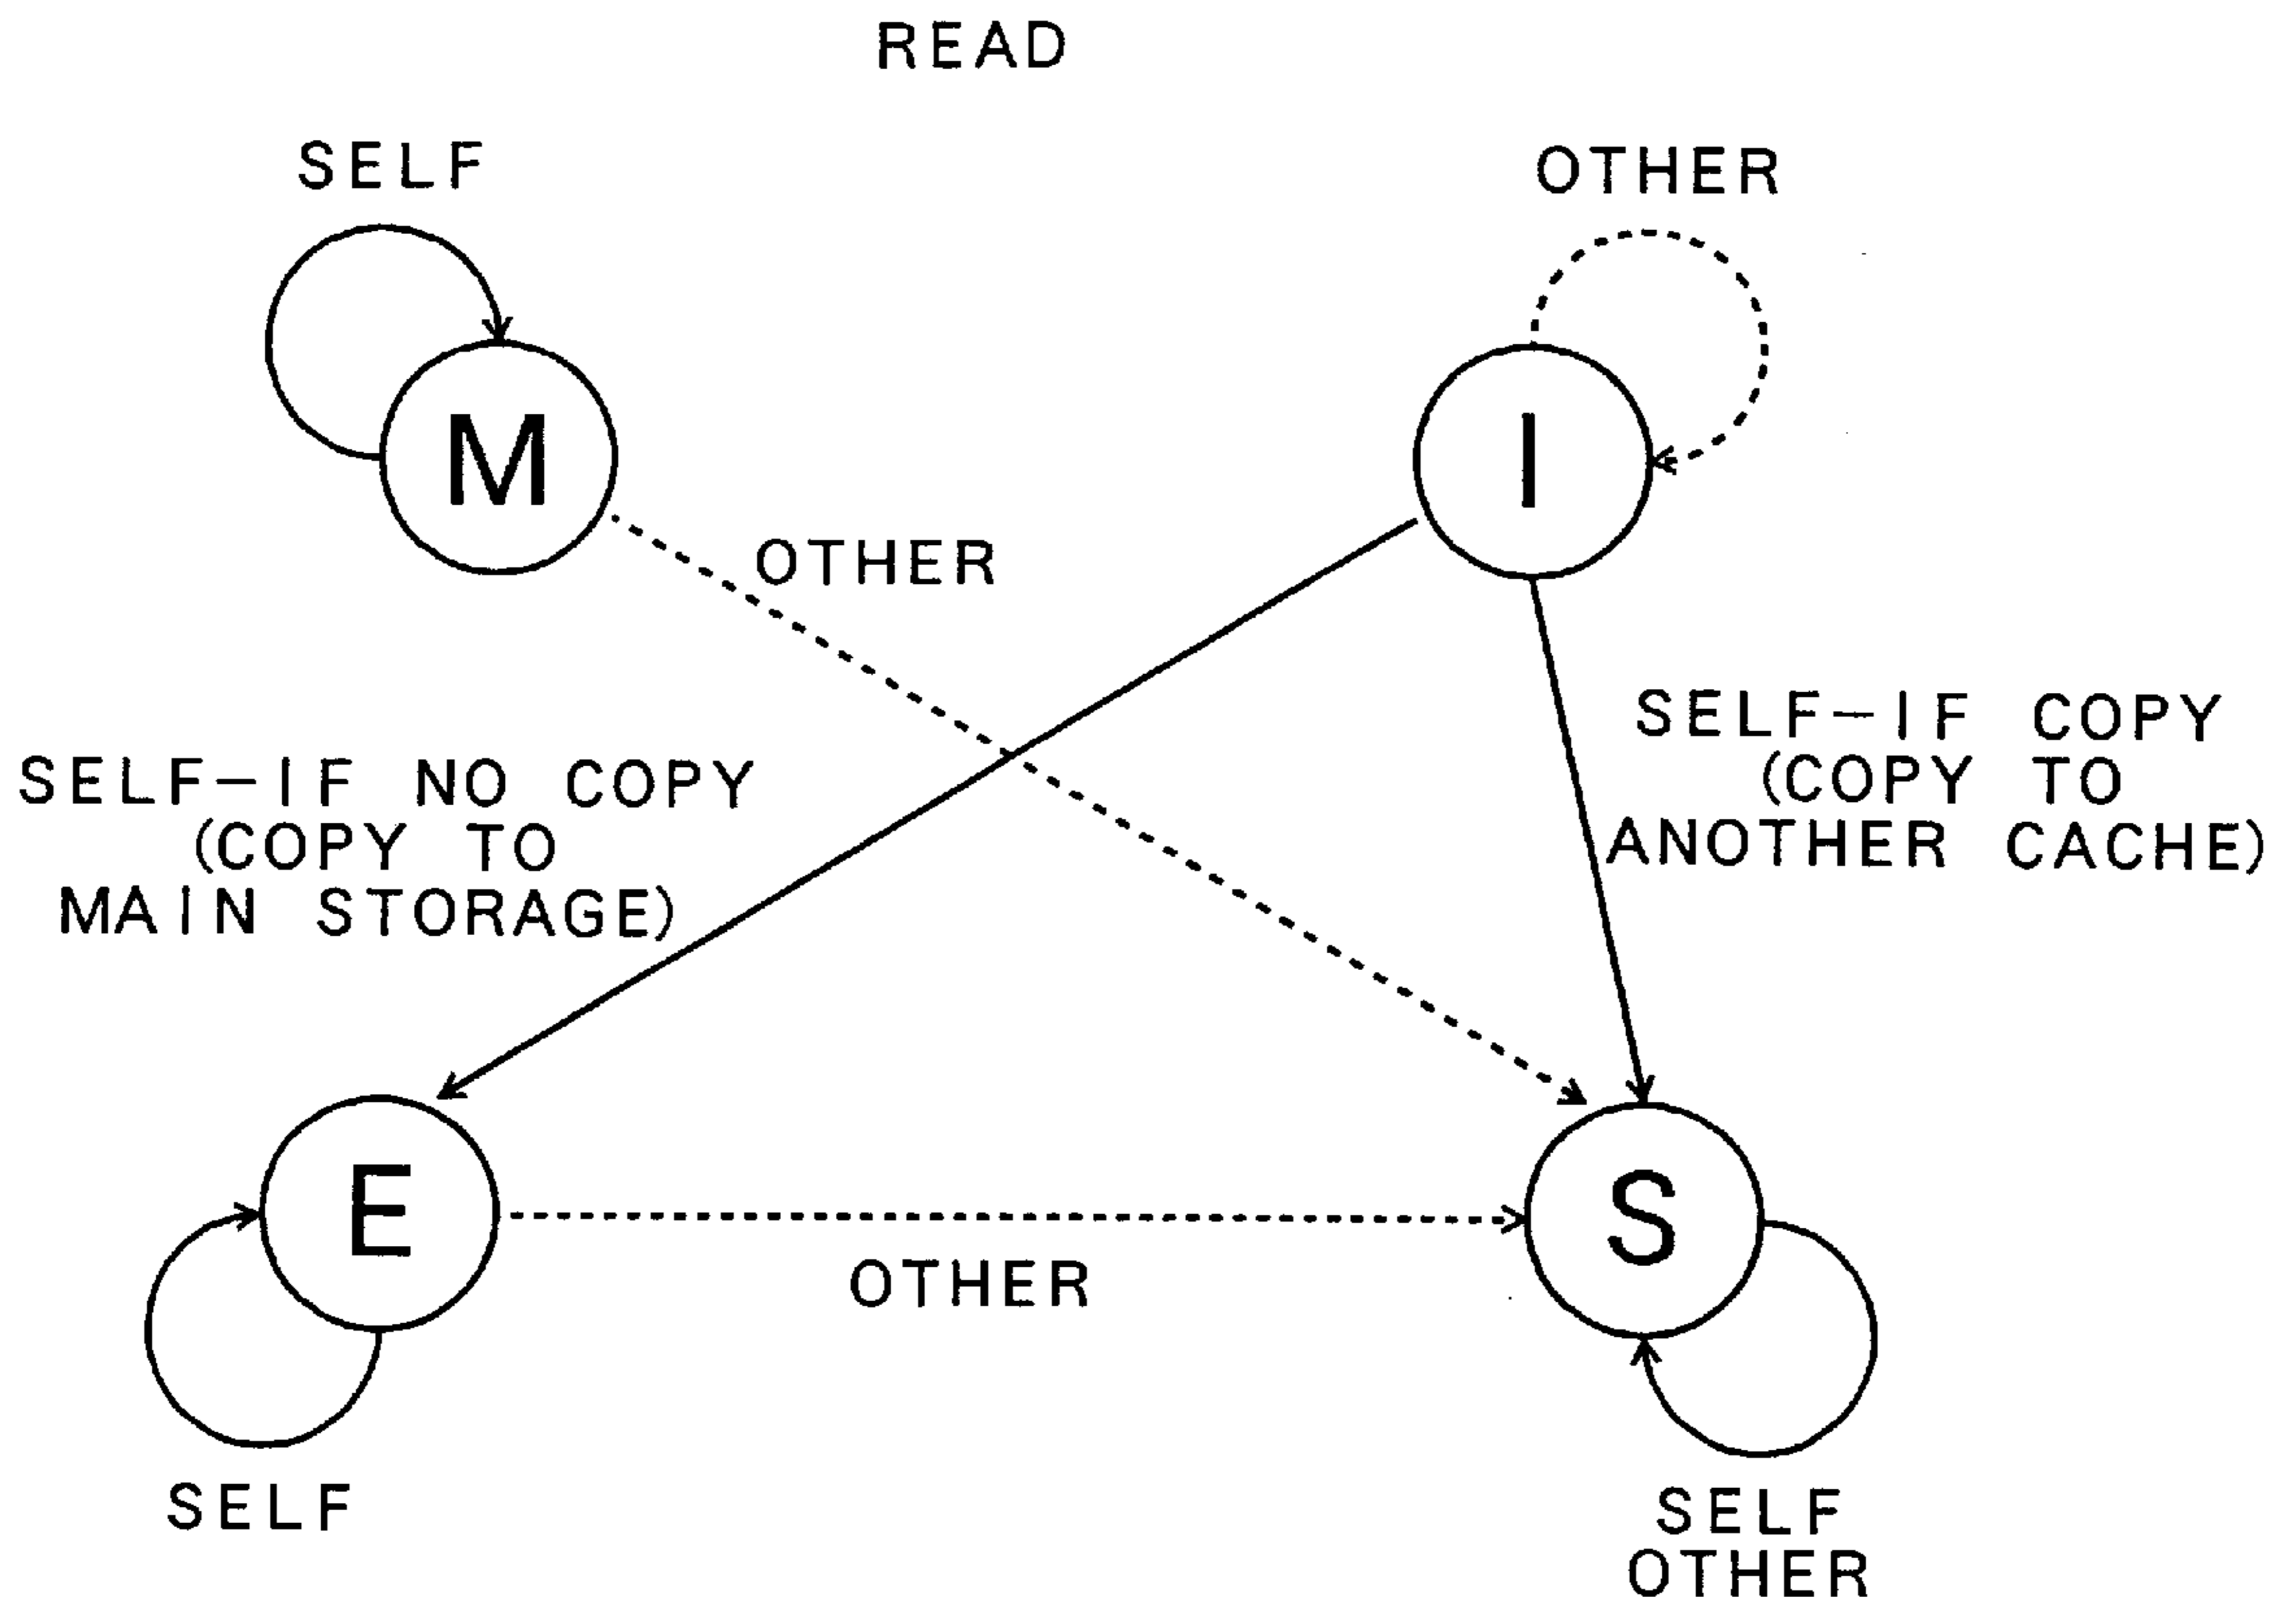 READ
SELF
OTHER
M
I
OTHER
SELF-IF COPY
(COPY TO
ANOTHER CACHE)
SELF-IF NO COPY
(COPY TO
MAIN STORAGE)
E
S
OTHER
SELF
SELF
OTHER